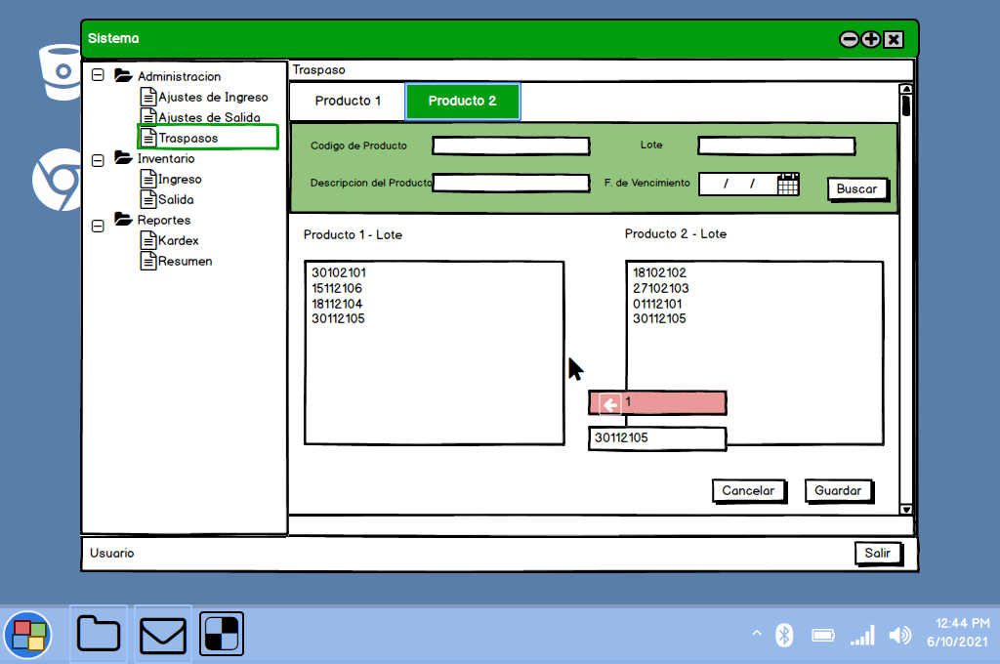 Sistema
Administracion
Ajustes de Ingreso
Ajustes de Salida
Traspasos
Inventario
Ingreso
Salida
Reportes
Kardex
Resumen
Traspaso
Producto 1
Producto 2
Codigo de Producto
Lote
Descripcion del Producto
F. de Vencimiento
/ /
Buscar
Producto 1 - Lote
30102101
15112106
18112104
30112105
Producto 2 - Lote
18102102
27102103
01112101
30112105
1
30112105
Cancelar
Guardar
Usuario
Salir
12:44 PM
6/10/2021